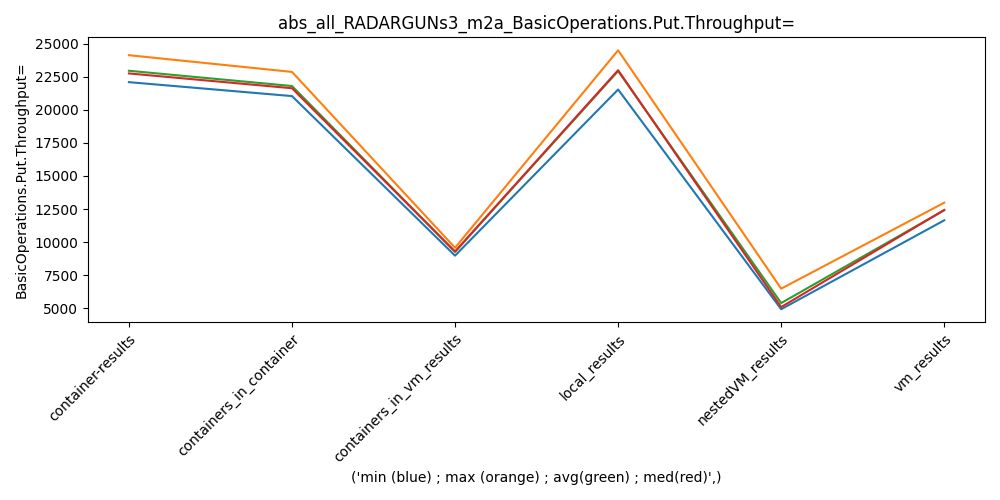 abs_all_RADARGUNs3_m2a_BasicOperations.Put.Throughput=
BasicOperations.Put.Throughput=
25000
22500
20000
17500
15000
12500
10000
7500
5000
container-results
containers_in_container
containers_in_vm_results
local_results
nestedVM_results
vm_results
('min (blue) ; max (orange) ; avg(green) ; med(red)',)